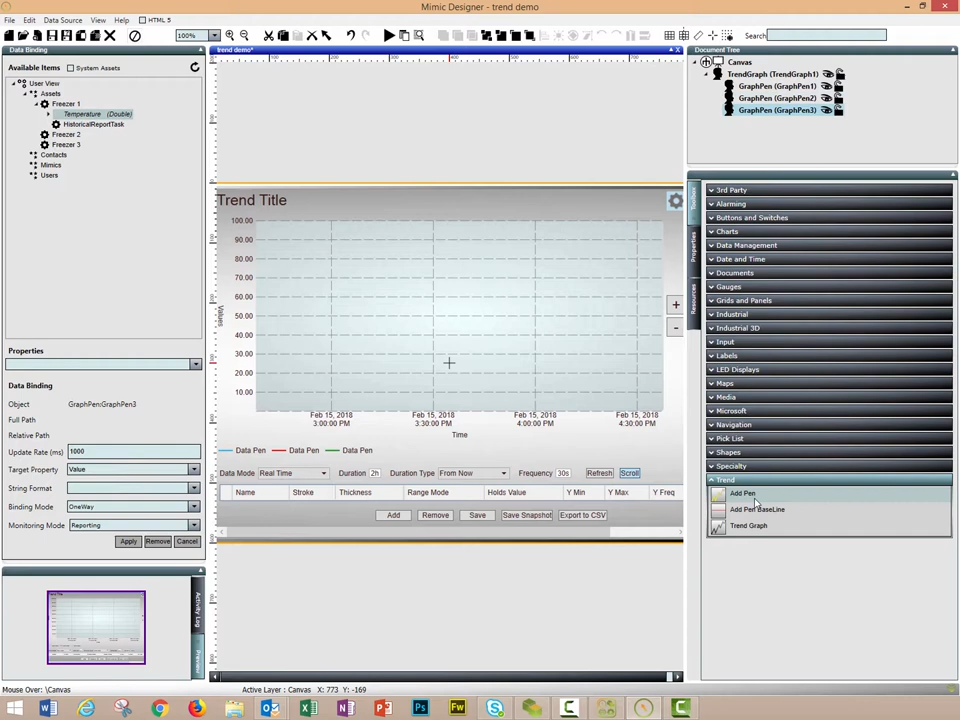 Mimic Designer - trend demo
File
Edit
Data Source
View
Help
HTML 5
100%
Search
Data Binding
Available Items
System Assets
User View
Assets
Freezer 1
Temperature (Double)
HistoricalReportTask
Freezer 2
Freezer 3
Contacts
Mimics
Users
Properties
Data Binding
Object GraphPen:GraphPen3
Full Path
Relative Path
Update Rate (ms) 1000
Target Property Value
String Format
Binding Mode OneWay
Monitoring Mode Reporting
Apply Remove Cancel
Activity Log
Preview
trend demo*
X
Trend Title
100.00
90.00
80.00
70.00
60.00
50.00
40.00
30.00
20.00
10.00
Values
+
-
Feb 15, 2018 Feb 15, 2018 Feb 15, 2018 Feb 15, 2018
3:00:00 PM 3:30:00 PM 4:00:00 PM 4:30:00 PM
Time
Data Pen Data Pen Data Pen
Data Mode Real Time Duration 2h Duration Type From Now Frequency 30s Refresh Scroll
Name Stroke Thickness Range Mode Holds Value Y Min Y Max Y Freq
Add Remove Save Save Snapshot Export to CSV
Document Tree
Canvas
TrendGraph (TrendGraph1)
GraphPen (GraphPen1)
GraphPen (GraphPen2)
GraphPen (GraphPen3)
Toolbox
Properties
Resources
3rd Party
Alarming
Buttons and Switches
Charts
Data Management
Date and Time
Documents
Gauges
Grids and Panels
Industrial
Industrial 3D
Input
Labels
LED Displays
Maps
Media
Microsoft
Navigation
Pick List
Shapes
Specialty
Trend
Add Pen
Add Pen BaseLine
Trend Graph
Mouse Over: \Canvas
Active Layer : Canvas X: 773 Y: -169